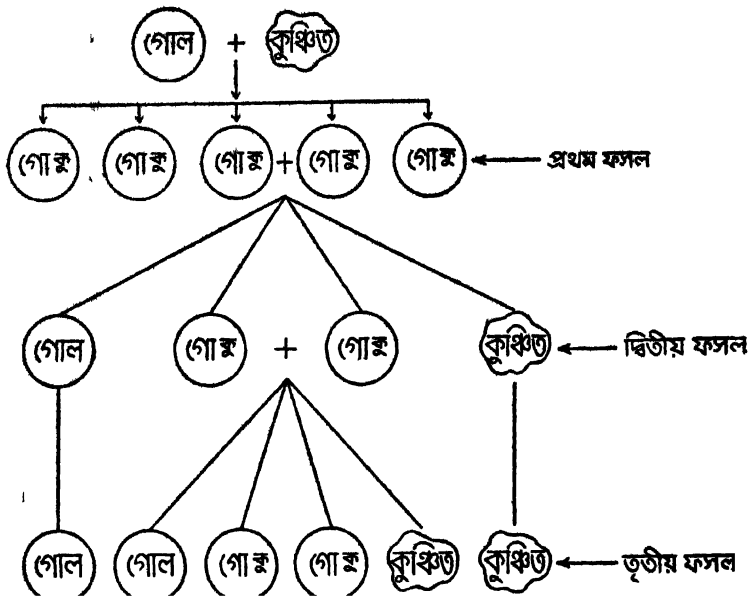 গোল + কুঞ্চিত
গো কু গো কু গো কু + গো কু গো কু প্রথম ফসল
গোল গো কু + গো কু কুঞ্চিত দ্বিতীয় ফসল
গোল গোল গো কু গো কু কুঞ্চিত কুঞ্চিত তৃতীয় ফসল